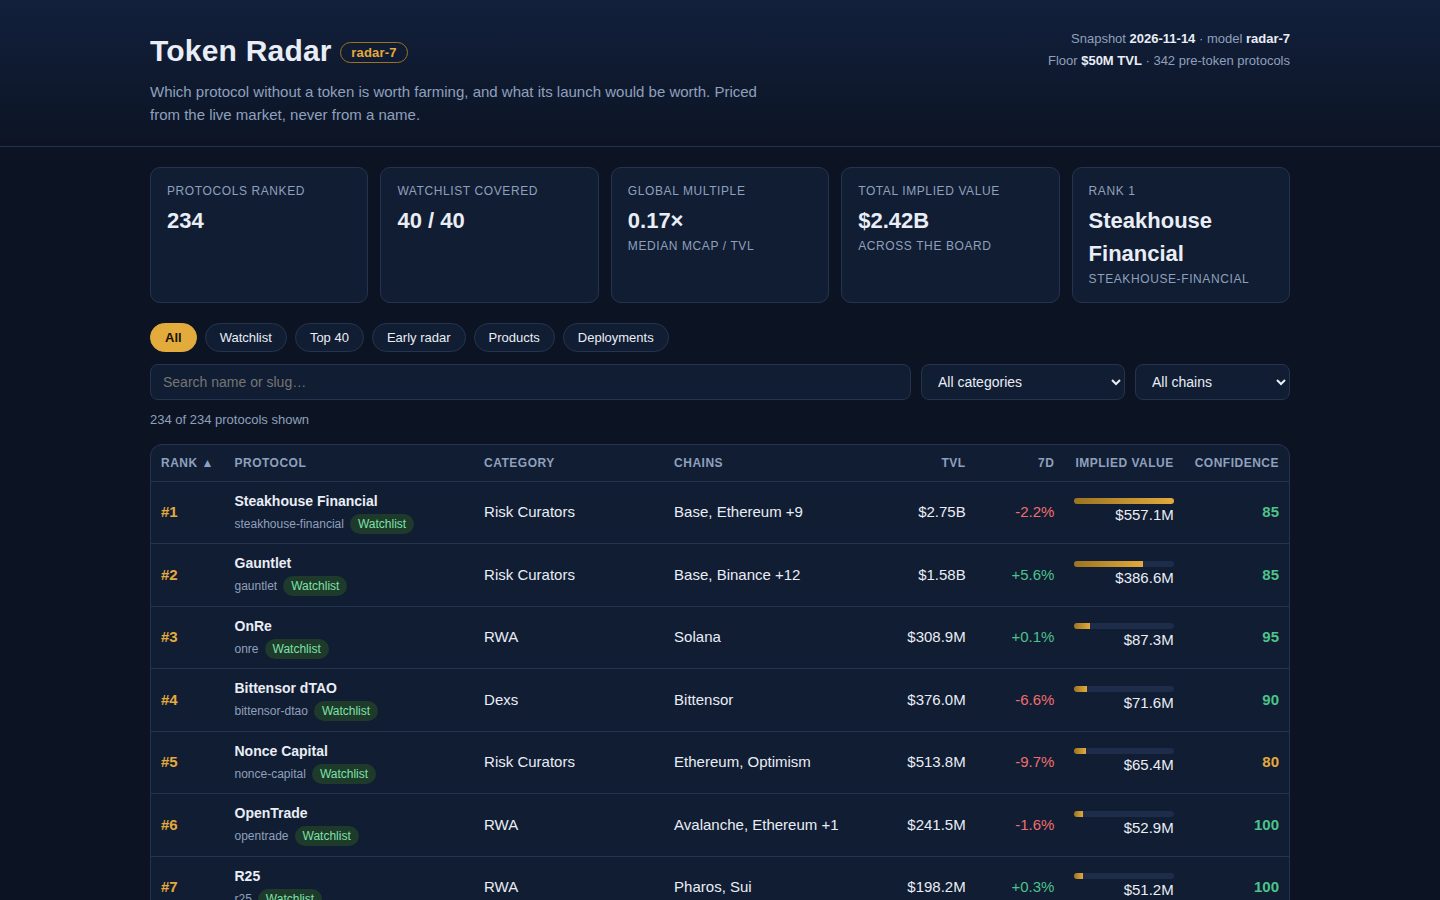 Token Radar radar-7
Snapshot 2026-11-14 · model radar-7
Floor $50M TVL · 342 pre-token protocols
Which protocol without a token is worth farming, and what its launch would be worth. Priced
from the live market, never from a name.
PROTOCOLS RANKED
234
WATCHLIST COVERED
40 / 40
GLOBAL MULTIPLE
0.17×
MEDIAN MCAP / TVL
TOTAL IMPLIED VALUE
$2.42B
ACROSS THE BOARD
RANK 1
Steakhouse
Financial
STEAKHOUSE-FINANCIAL
All Watchlist Top 40 Early radar Products Deployments
Search name or slug… All categories All chains
234 of 234 protocols shown
RANK ▲ PROTOCOL CATEGORY CHAINS TVL 7D IMPLIED VALUE CONFIDENCE
#1 Steakhouse Financial Risk Curators Base, Ethereum +9 $2.75B -2.2% $557.1M 85
steakhouse-financial Watchlist
#2 Gauntlet Risk Curators Base, Binance +12 $1.58B +5.6% $386.6M 85
gauntlet Watchlist
#3 OnRe RWA Solana $308.9M +0.1% $87.3M 95
onre Watchlist
#4 Bittensor dTAO Dexs Bittensor $376.0M -6.6% $71.6M 90
bittensor-dtao Watchlist
#5 Nonce Capital Risk Curators Ethereum, Optimism $513.8M -9.7% $65.4M 80
nonce-capital Watchlist
#6 OpenTrade RWA Avalanche, Ethereum +1 $241.5M -1.6% $52.9M 100
opentrade Watchlist
#7 R25 RWA Pharos, Sui $198.2M +0.3% $51.2M 100
r25 Watchlist